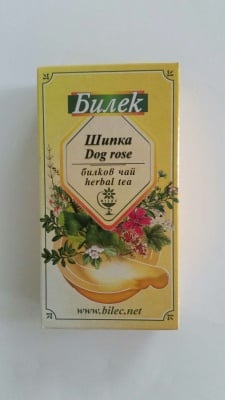 Билек
Шипка
Dog rose
билков чай
herbal tea
www.bilec.net